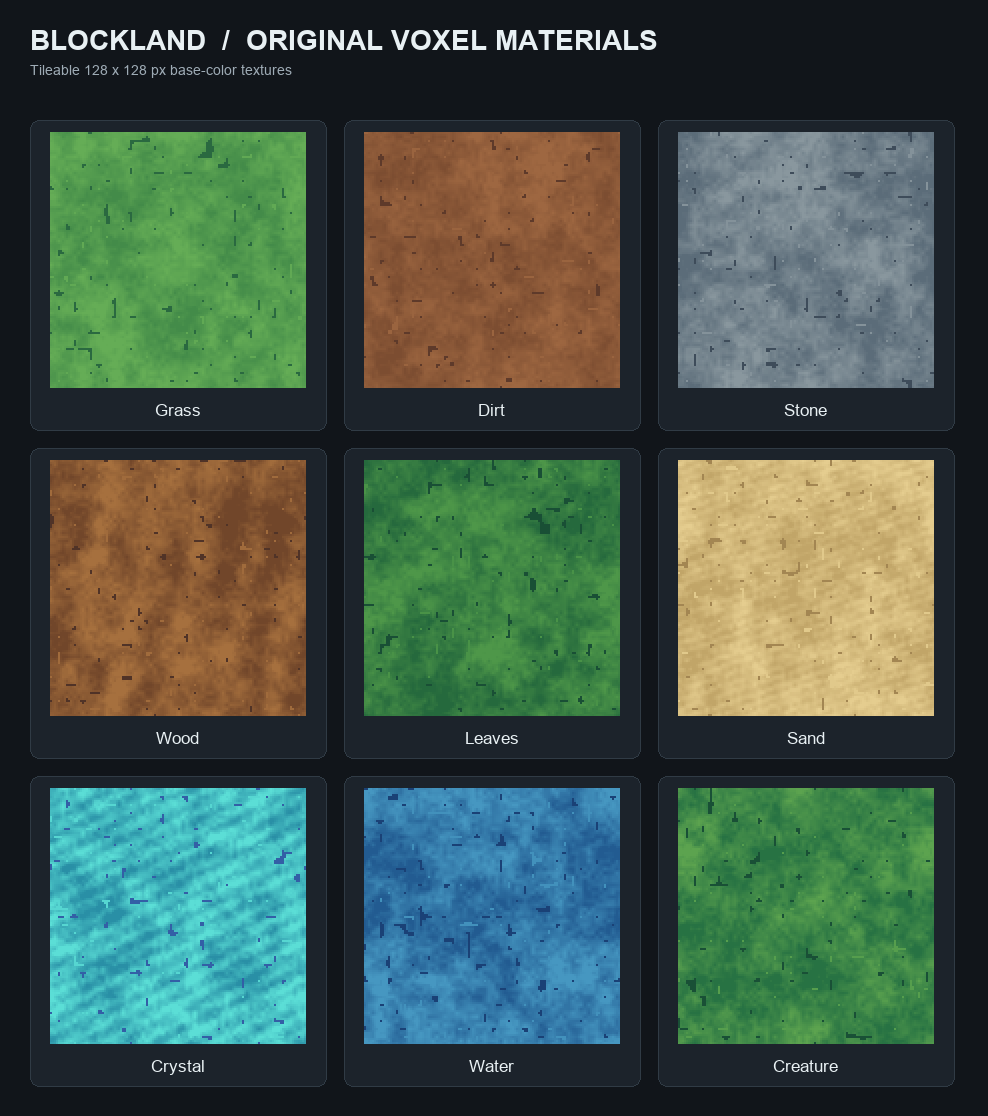 BLOCKLAND / ORIGINAL VOXEL MATERIALS
Tileable 128 x 128 px base-color textures
Grass
Dirt
Stone
Wood
Leaves
Sand
Crystal
Water
Creature